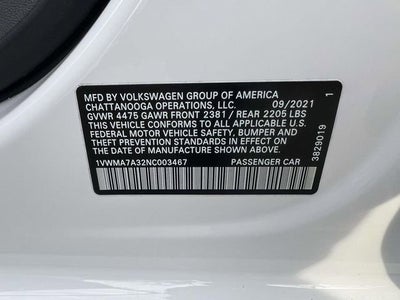 MFD BY VOLKSWAGEN GROUP OF AMERICA
CHATTANOOGA OPERATIONS, LLC. 09/2021
GVWR 4475 GAWR FRONT 2381 / REAR 2205 LBS
THIS VEHICLE CONFORMS TO ALL APPLICABLE U.S.
FEDERAL MOTOR VEHICLE SAFETY, BUMPER AND
THEFT PREVENTION STANDARDS IN EFFECT ON
THE DATE OF MANUFACTURE SHOWN ABOVE.
1VWMA7A32NC003467 PASSENGER CAR
3829019 1